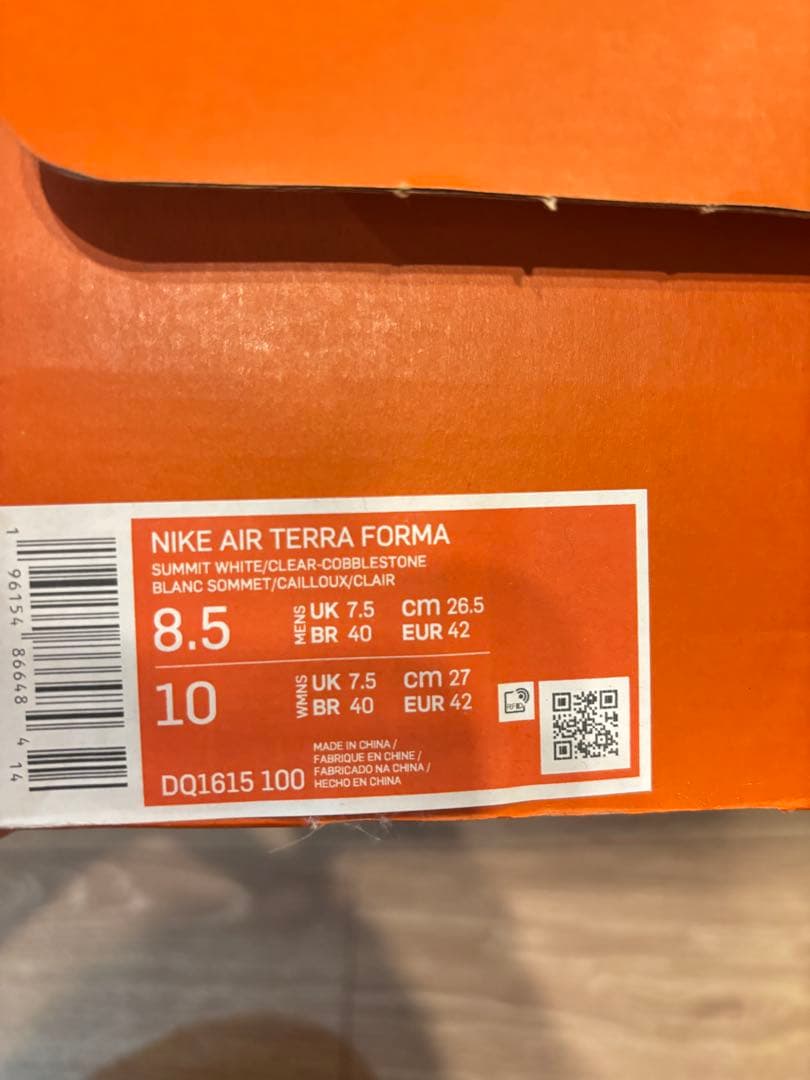 NIKE AIR TERRA FORMA
SUMMIT WHITE/CLEAR-COBBLESTONE
BLANC SOMMET/CAILLOUX/CLAIR
8.5 MENS UK 7.5 cm 26.5
BR 40 EUR 42
10 WMNS UK 7.5 cm 27
BR 40 EUR 42
RFID
DQ1615 100
MADE IN CHINA /
FABRIQUE EN CHINE /
FABRICADO NA CHINA /
HECHO EN CHINA
1 96154 86648 4 14